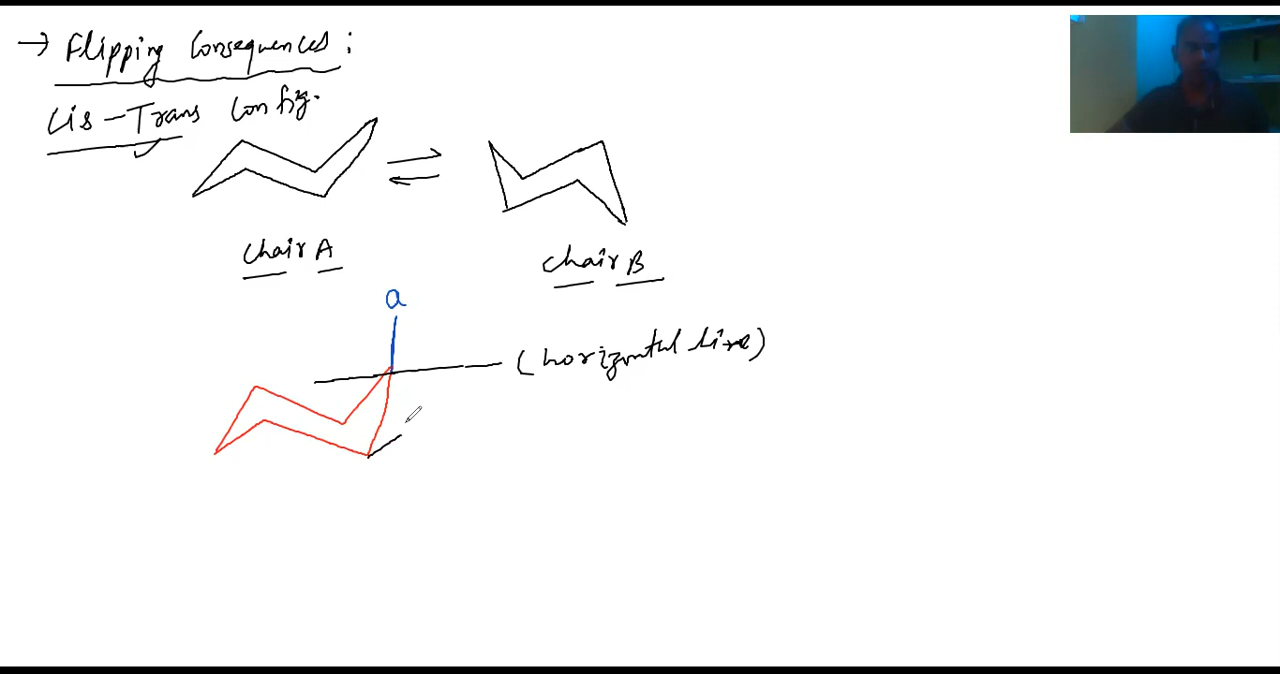 → Flipping Consequences:
Cis-Trans Config.
Chair A
Chair B
a
(horizontal line)